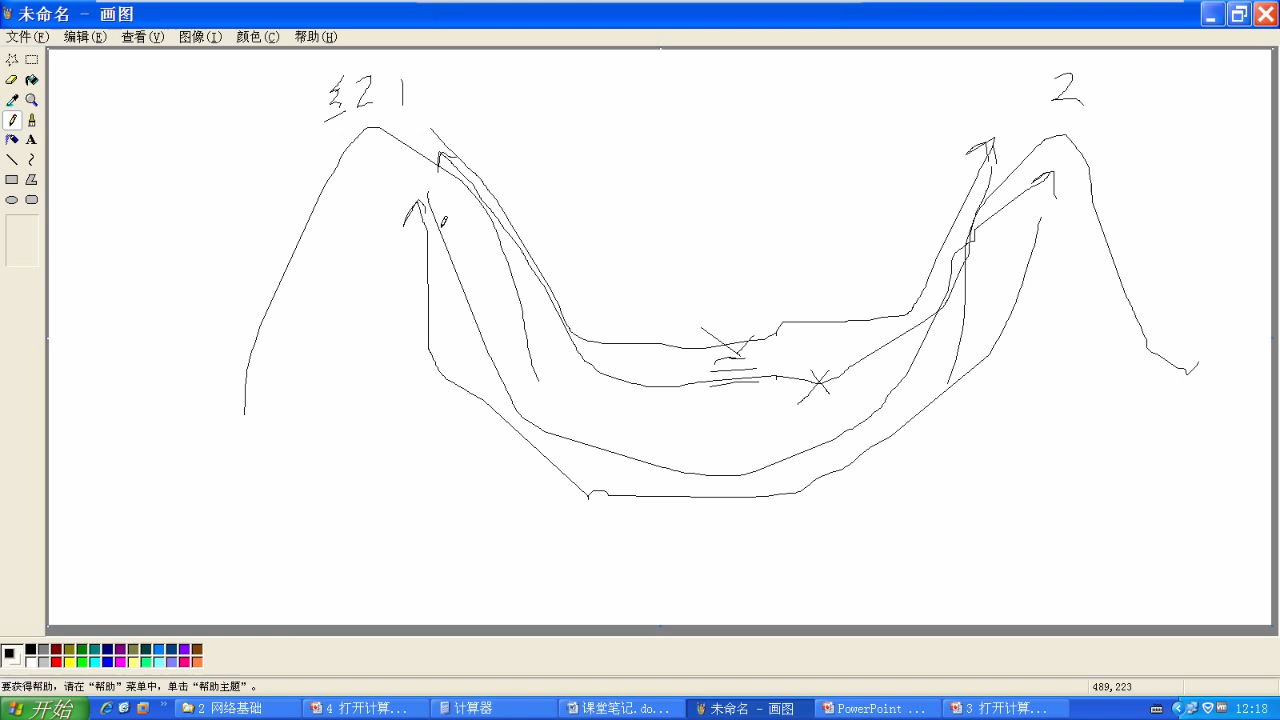 未命名 - 画图
文件(F) 编辑(E) 查看(V) 图像(I) 颜色(C) 帮助(H)
2 1
2
要获得帮助，请在“帮助”菜单中，单击“帮助主题”。
489,223
开始
2 网络基础
4 打开计算...
计算器
课堂笔记.do...
未命名 - 画图
PowerPoint ...
3 打开计算...
12:18